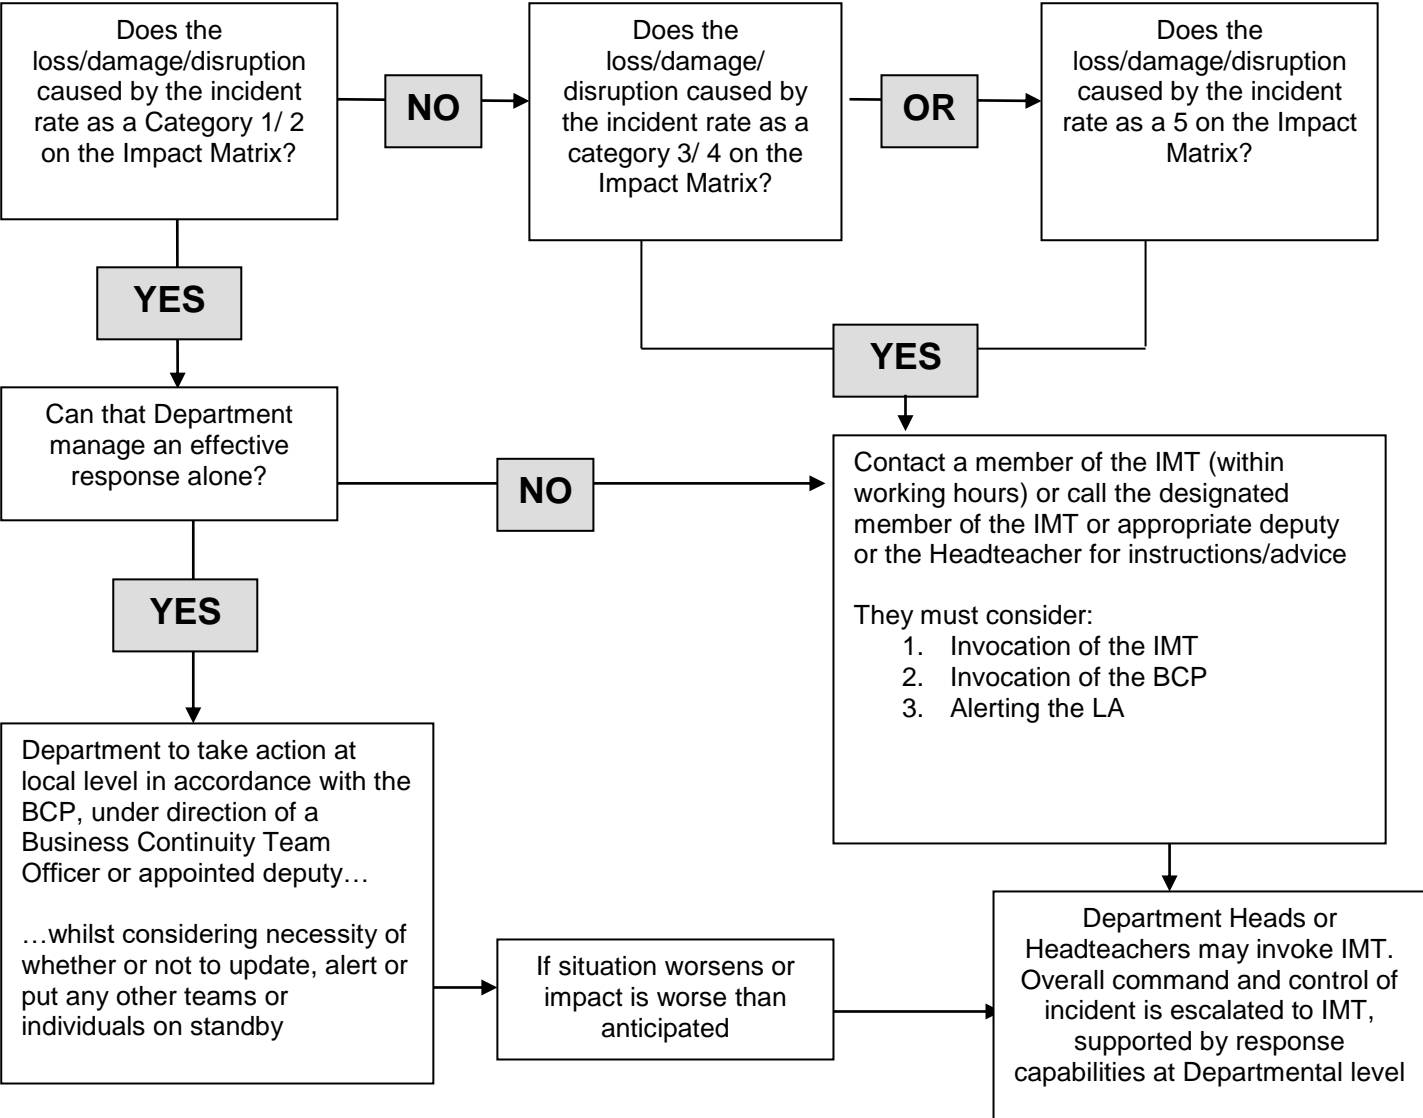 Does the
loss/damage/disruption
caused by the incident
rate as a Category 1/ 2
on the Impact Matrix?
NO
Does the
loss/damage/
disruption caused by
the incident rate as a
category 3/ 4 on the
Impact Matrix?
OR
Does the
loss/damage/disruption
caused by the incident
rate as a 5 on the Impact
Matrix?
YES
YES
Can that Department
manage an effective
response alone?
NO
Contact a member of the IMT (within
working hours) or call the designated
member of the IMT or appropriate deputy
or the Headteacher for instructions/advice
They must consider:
1. Invocation of the IMT
2. Invocation of the BCP
3. Alerting the LA
YES
Department to take action at
local level in accordance with the
BCP, under direction of a
Business Continuity Team
Officer or appointed deputy…
…whilst considering necessity of
whether or not to update, alert or
put any other teams or
individuals on standby
If situation worsens or
impact is worse than
anticipated
Department Heads or
Headteachers may invoke IMT.
Overall command and control of
incident is escalated to IMT,
supported by response
capabilities at Departmental level